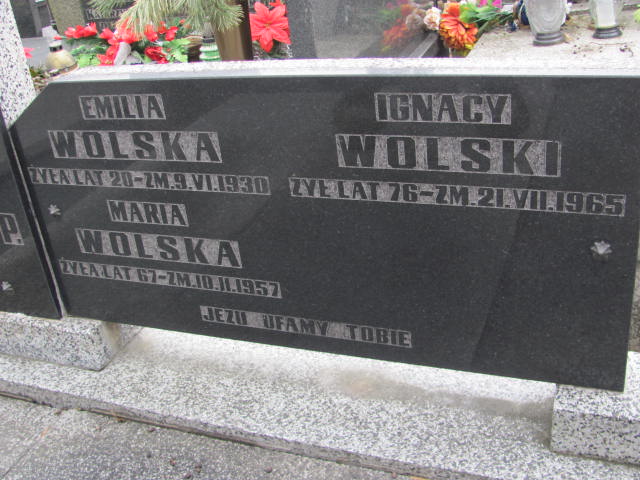 EMILIA
WOLSKA
ŻYŁA LAT 20-ZM.9.VI.1930
MARIA
WOLSKA
ŻYŁA LAT 67-ZM.10.II.1957
IGNACY
WOLSKI
ŻYŁ LAT 76-ZM.21.VII.1965
JEZU UFAMY TOBIE
P.